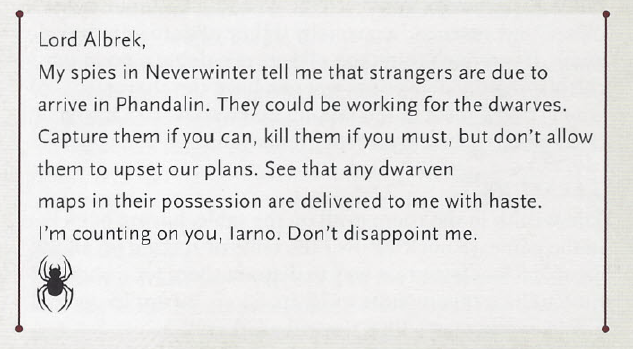 Lord Albrek,
My spies in Neverwinter tell me that strangers are due to
arrive in Phandalin. They could be working for the dwarves.
Capture them if you can, kill them if you must, but don't allow
them to upset our plans. See that any dwarven
maps in their possession are delivered to me with haste.
I'm counting on you, Iarno. Don't disappoint me.